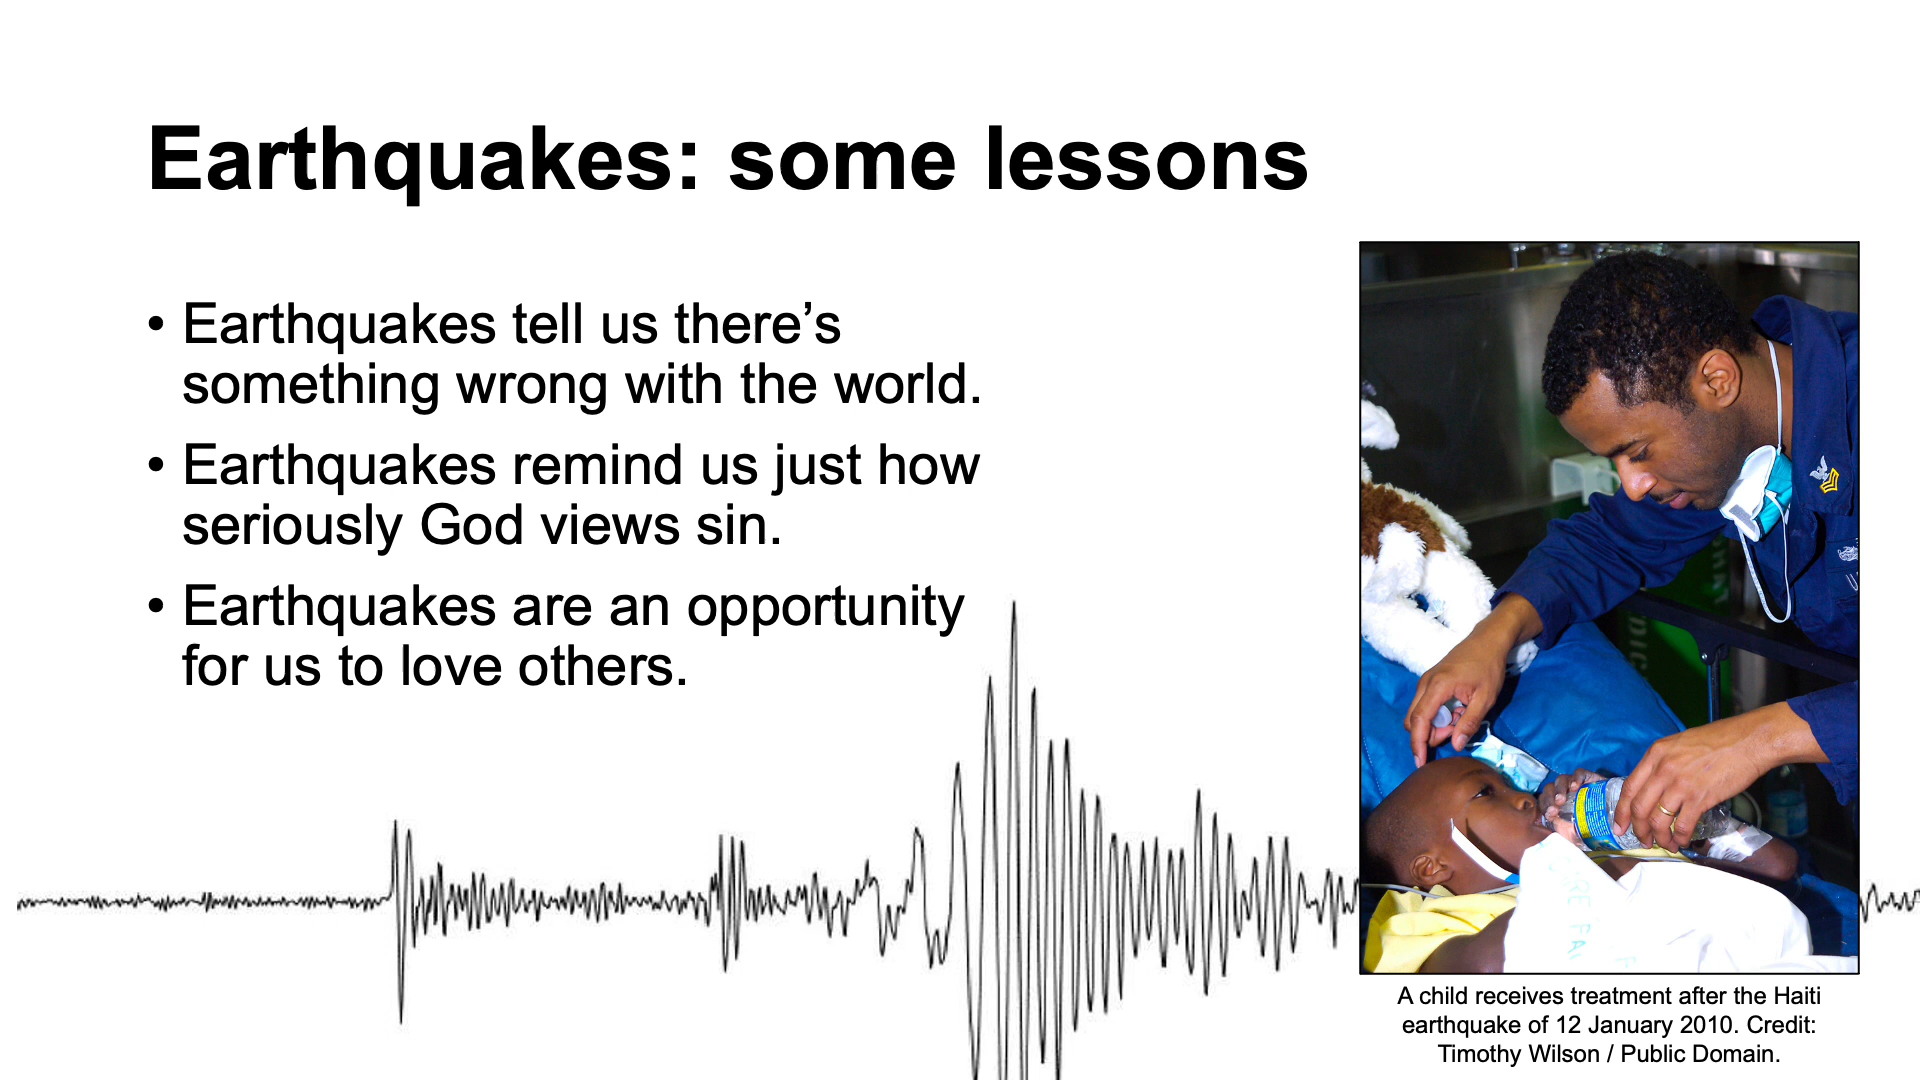 Earthquakes: some lessons
• Earthquakes tell us there’s
something wrong with the world.
• Earthquakes remind us just how
seriously God views sin.
• Earthquakes are an opportunity
for us to love others.
A child receives treatment after the Haiti
earthquake of 12 January 2010. Credit:
Timothy Wilson / Public Domain.